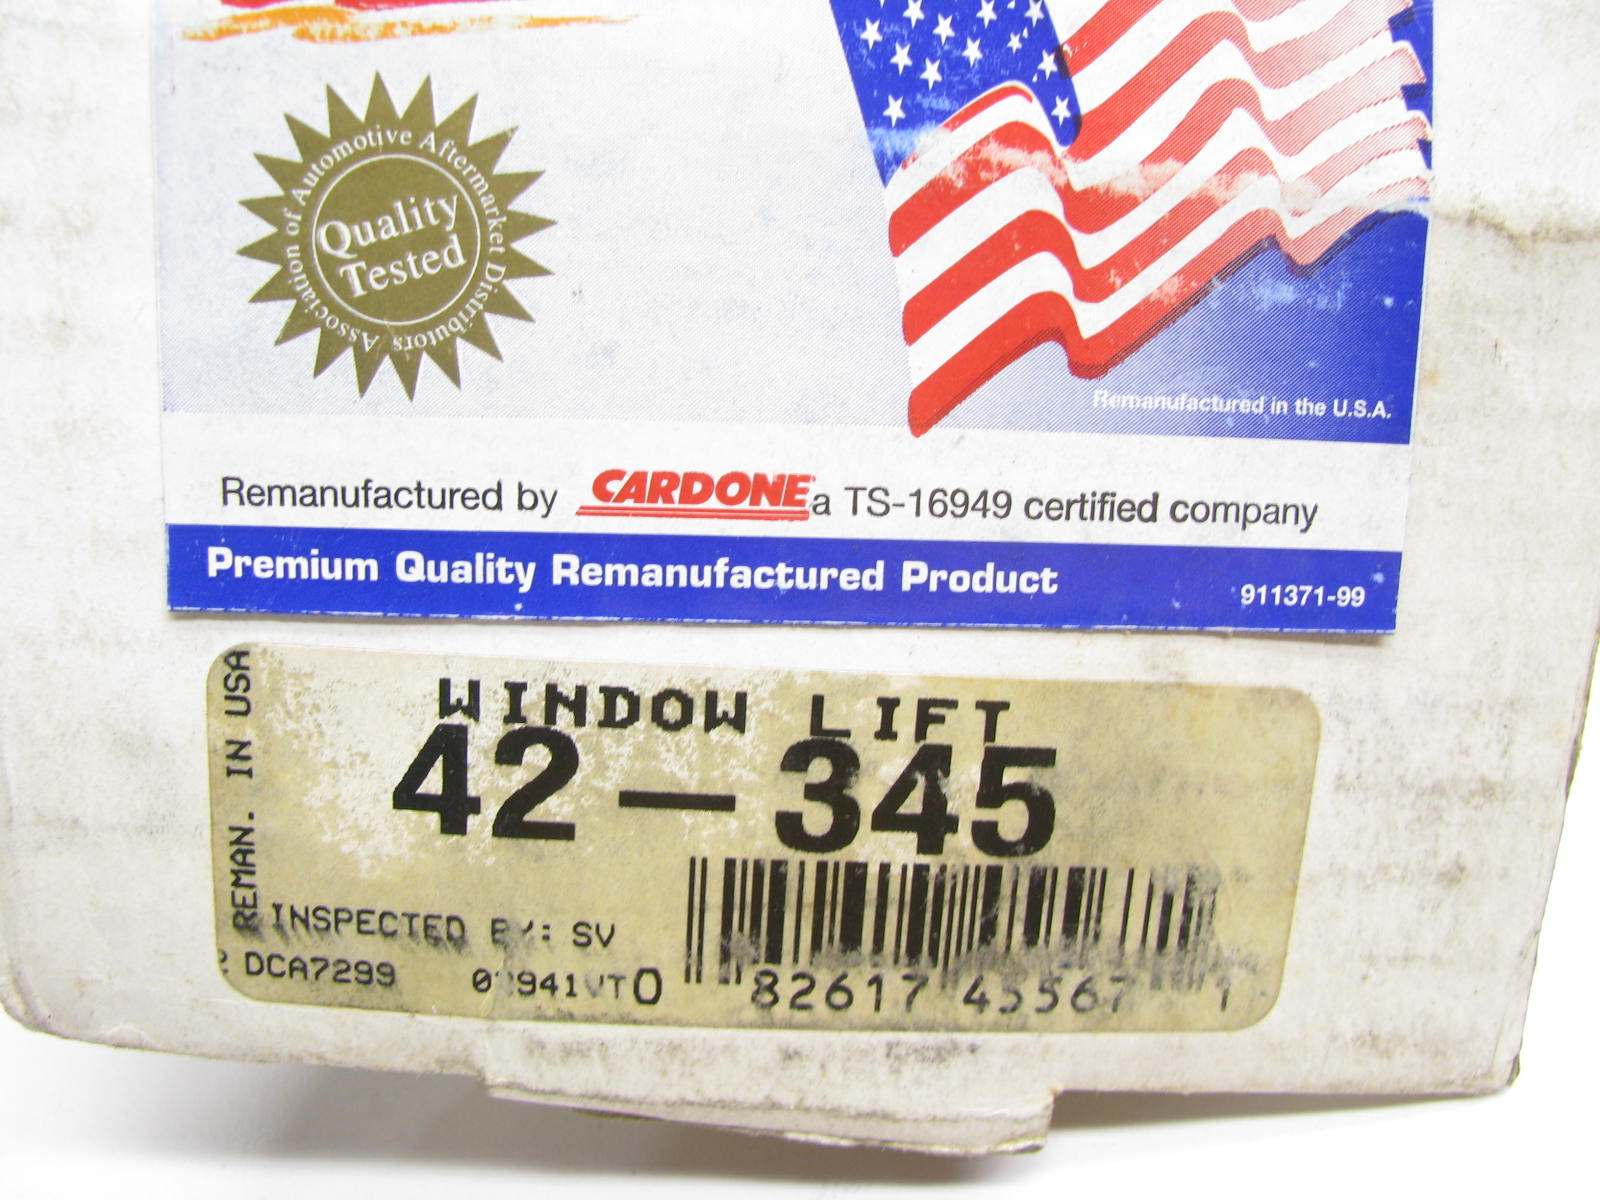 Association of Automotive Aftermarket Distributors
Quality
Tested
Remanufactured in the U.S.A.
Remanufactured by CARDONE a TS-16949 certified company
Premium Quality Remanufactured Product
911371-99
REMAN. IN USA
WINDOW LIFT
42-345
INSPECTED BY: SV
DCA7299
0 82617 45567 1